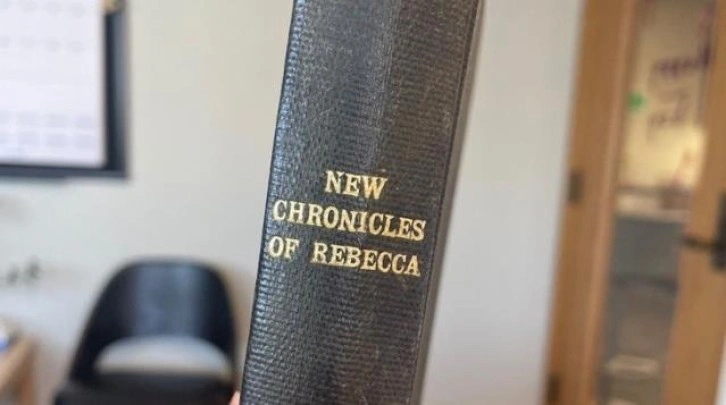 NEW
CHRONICLES
OF REBECCA